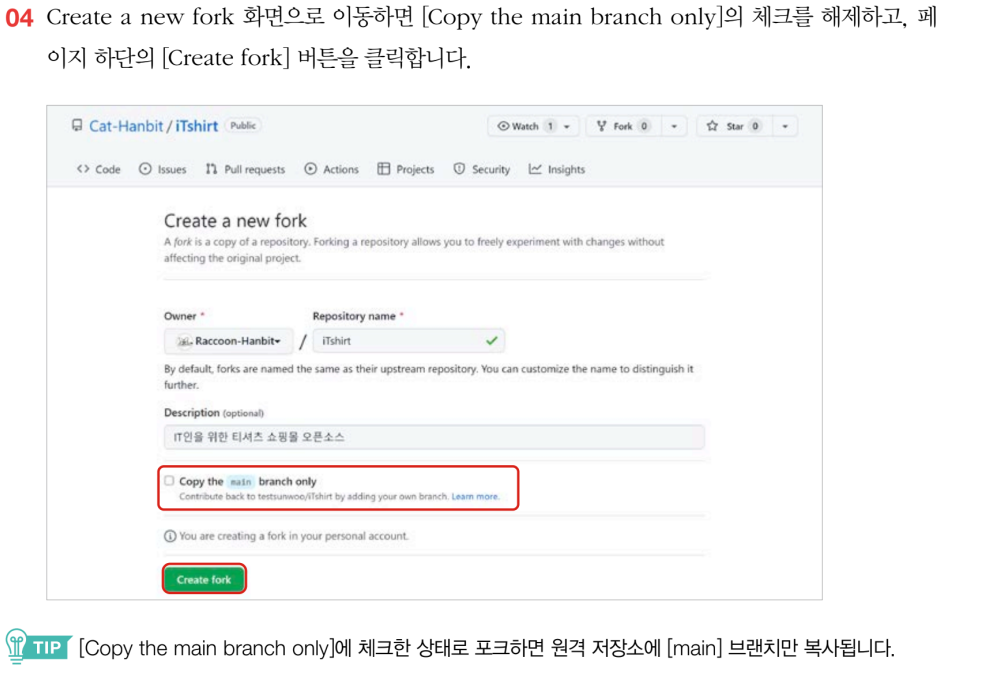 04 Create a new fork 화면으로 이동하면 [Copy the main branch only]의 체크를 해제하고, 페
이지 하단의 [Create fork] 버튼을 클릭합니다.
Cat-Hanbit / iTshirt Public
Watch 1 Fork 0 Star 0
Code Issues Pull requests Actions Projects Security Insights
Create a new fork
A fork is a copy of a repository. Forking a repository allows you to freely experiment with changes without
affecting the original project.
Owner * Repository name *
Raccoon-Hanbit / iTshirt
By default, forks are named the same as their upstream repository. You can customize the name to distinguish it
further.
Description (optional)
IT인을 위한 티셔츠 쇼핑몰 오픈소스
Copy the main branch only
Contribute back to testsunwoo/iTshirt by adding your own branch. Learn more.
You are creating a fork in your personal account.
Create fork
TIP [Copy the main branch only]에 체크한 상태로 포크하면 원격 저장소에 [main] 브랜치만 복사됩니다.